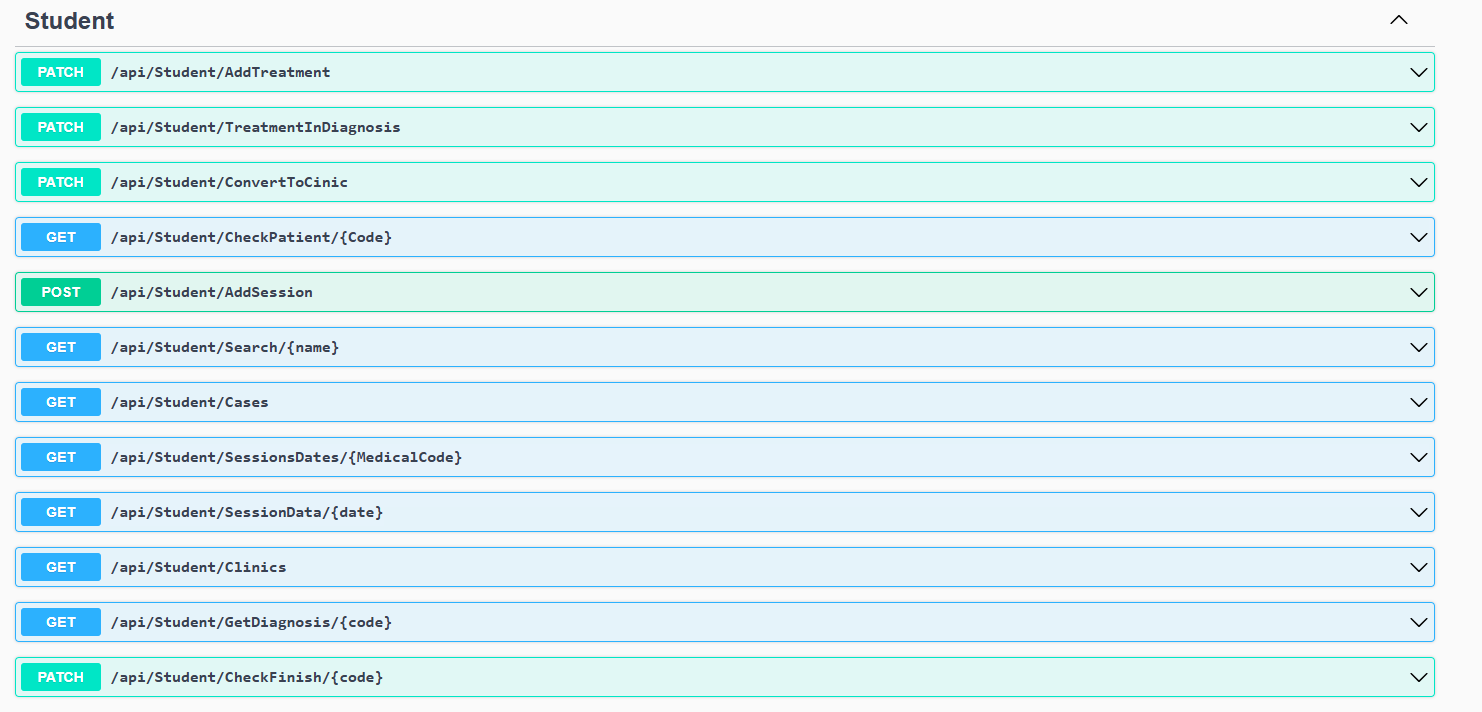 Student
PATCH /api/Student/AddTreatment
PATCH /api/Student/TreatmentInDiagnosis
PATCH /api/Student/ConvertToCinic
GET /api/Student/CheckPatient/{Code}
POST /api/Student/AddSession
GET /api/Student/Search/{name}
GET /api/Student/Cases
GET /api/Student/SessionsDates/{MedicalCode}
GET /api/Student/SessionData/{date}
GET /api/Student/Clinics
GET /api/Student/GetDiagnosis/{code}
PATCH /api/Student/CheckFinish/{code}